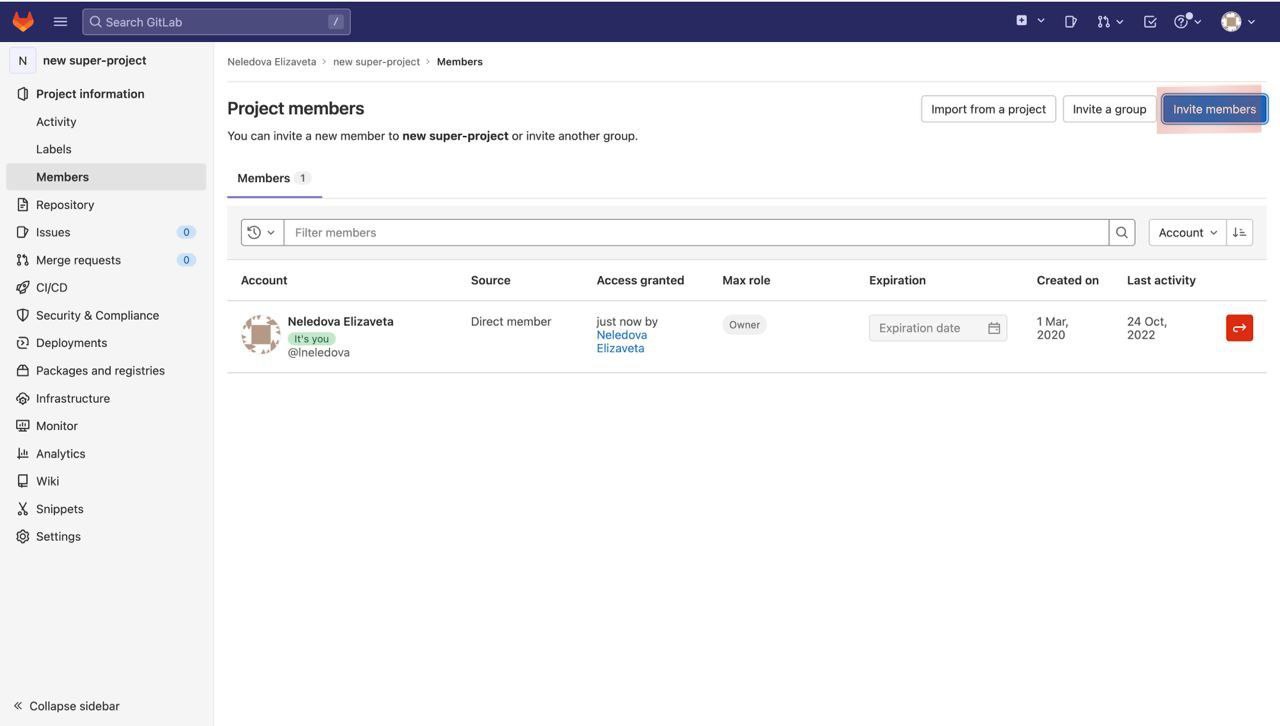 Search GitLab /
N new super-project
Project information
Activity
Labels
Members
Repository
Issues 0
Merge requests 0
CI/CD
Security & Compliance
Deployments
Packages and registries
Infrastructure
Monitor
Analytics
Wiki
Snippets
Settings
Collapse sidebar
Neledova Elizaveta > new super-project > Members
Project members
Import from a project
Invite a group
Invite members
You can invite a new member to new super-project or invite another group.
Members 1
Filter members
Account
Account Source Access granted Max role Expiration Created on Last activity
Neledova Elizaveta
It's you
@lneledova
Direct member
just now by
Neledova
Elizaveta
Owner
Expiration date
1 Mar,
2020
24 Oct,
2022